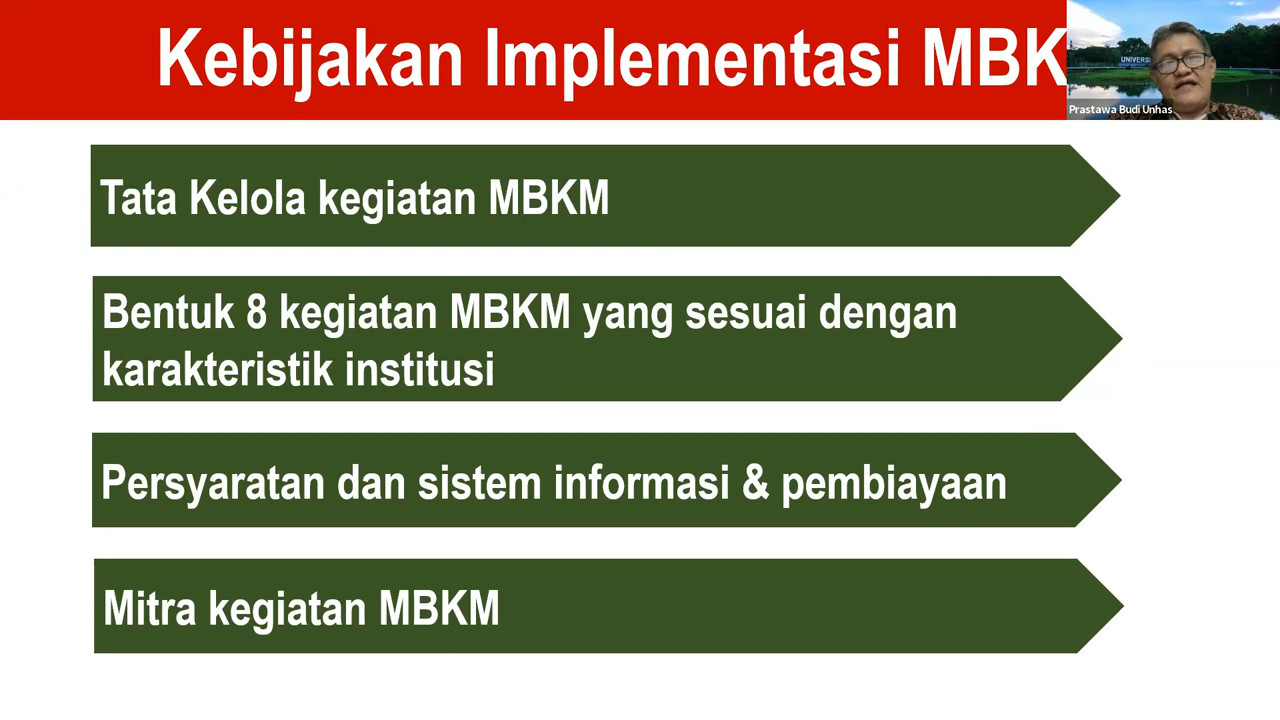 Kebijakan Implementasi MBK
UNIVERSI
Prastawa Budi Unhas
Tata Kelola kegiatan MBKM
Bentuk 8 kegiatan MBKM yang sesuai dengan
karakteristik institusi
Persyaratan dan sistem informasi & pembiayaan
Mitra kegiatan MBKM